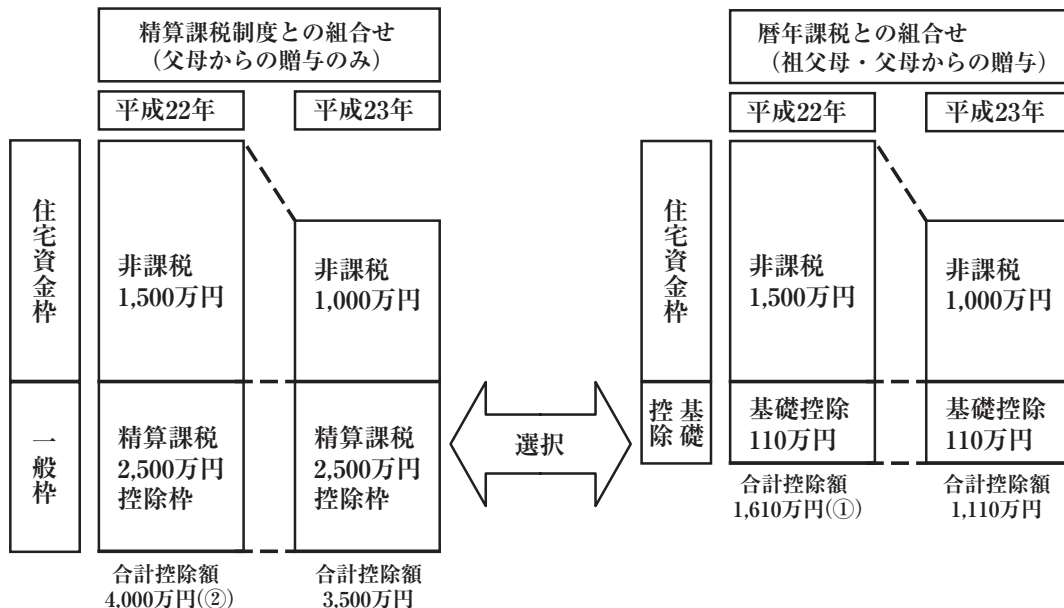 精算課税制度との組合せ
（父母からの贈与のみ）
平成22年
平成23年
住宅資金枠
非課税
1,500万円
非課税
1,000万円
一般枠
精算課税
2,500万円
控除枠
精算課税
2,500万円
控除枠
合計控除額
4,000万円(②)
合計控除額
3,500万円
選択
暦年課税との組合せ
（祖父母・父母からの贈与）
平成22年
平成23年
住宅資金枠
非課税
1,500万円
非課税
1,000万円
基礎
控除
基礎控除
110万円
基礎控除
110万円
合計控除額
1,610万円(①)
合計控除額
1,110万円